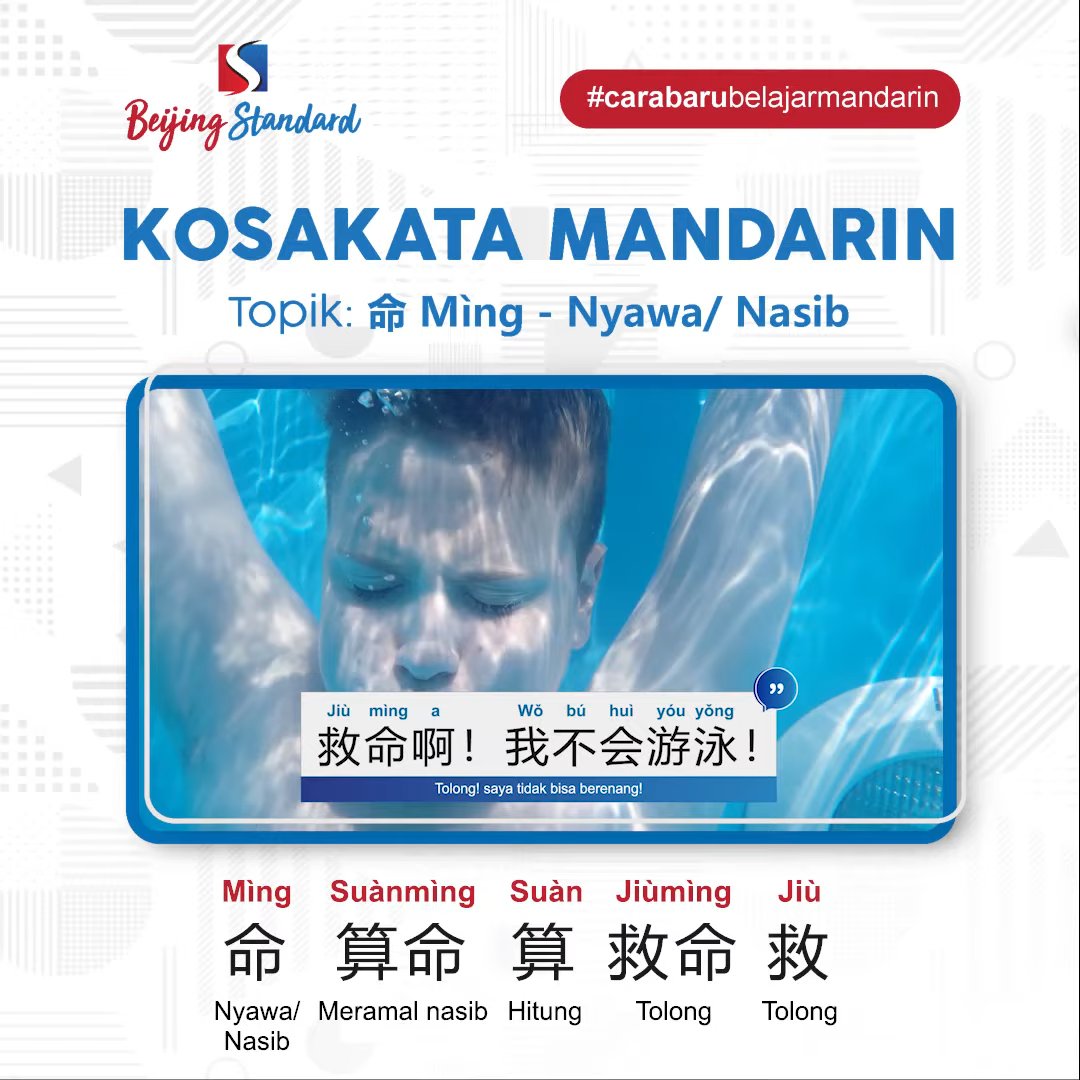 Beijing Standard
#carabarubelajarmandarin
KOSAKATA MANDARIN
Topik: 命 Mìng - Nyawa/ Nasib
Jiù mìng a Wǒ bú huì yóu yǒng
救命啊！我不会游泳！
Tolong! saya tidak bisa berenang!
Mìng Suànmìng Suàn Jiùmìng Jiù
命 算命 算 救命 救
Nyawa/ Meramal nasib Hitung Tolong Tolong
Nasib